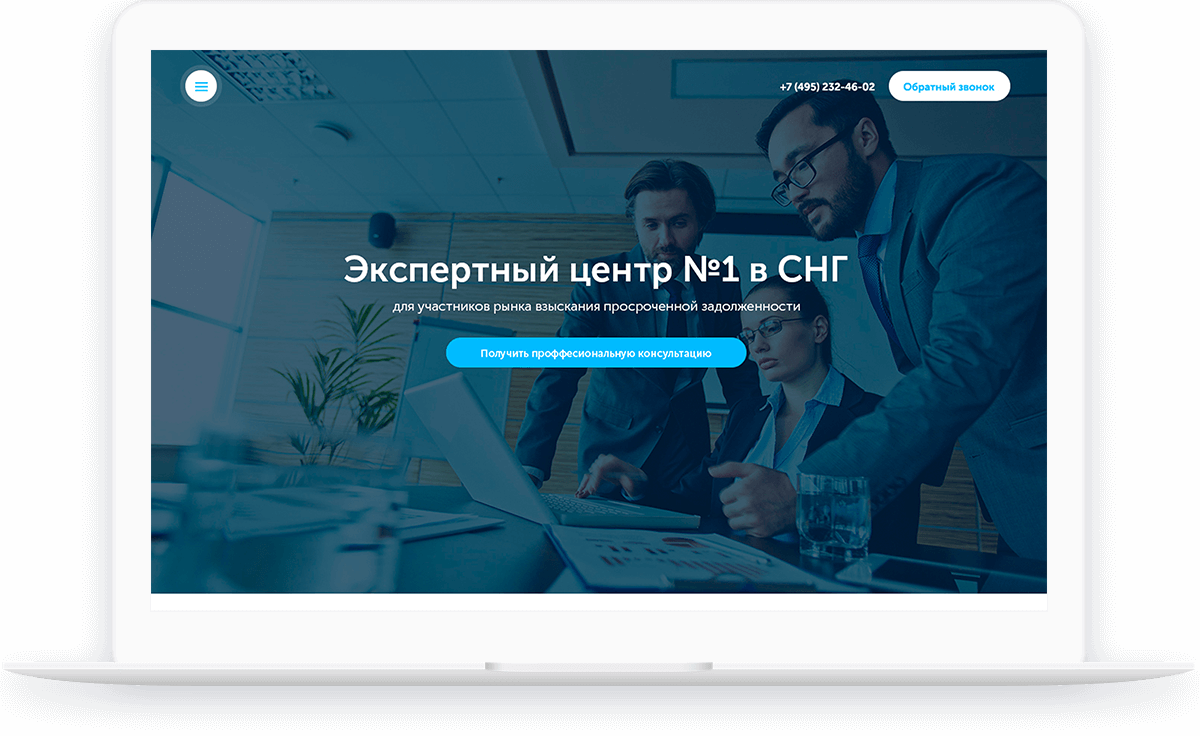 +7 (495) 232-46-02
Обратный звонок
Экспертный центр №1 в СНГ
для участников рынка взыскания просроченной задолженности
Получить проффесиональную консультацию